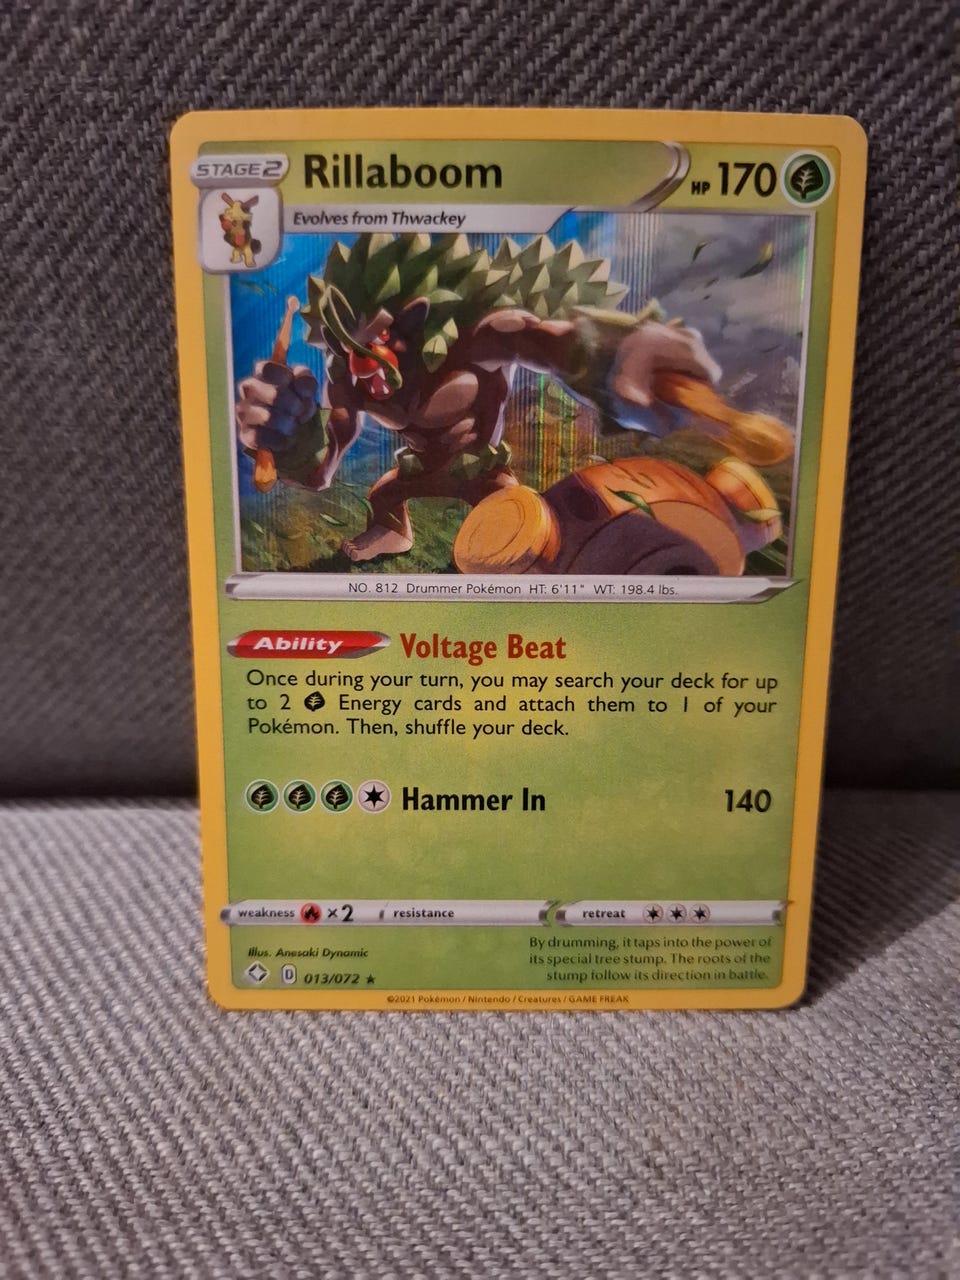 STAGE 2
Rillaboom
HP 170
Evolves from Thwackey
NO. 812 Drummer Pokémon HT: 6'11" WT: 198.4 lbs.
Ability Voltage Beat
Once during your turn, you may search your deck for up
to 2 Energy cards and attach them to 1 of your
Pokémon. Then, shuffle your deck.
Hammer In 140
weakness ×2 resistance retreat
Illus. Anesaki Dynamic
D 013/072 ★
By drumming, it taps into the power of
its special tree stump. The roots of the
stump follow its direction in battle.
©2021 Pokémon / Nintendo / Creatures / GAME FREAK